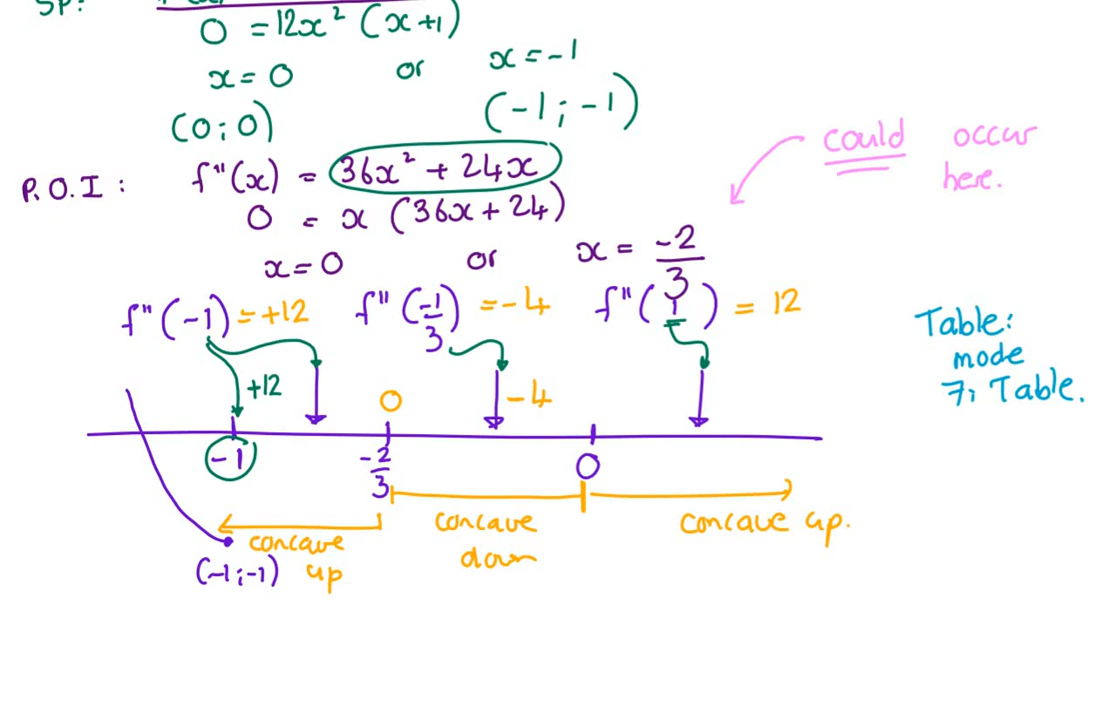 SP:
0 = 12x² (x+1)
x = 0 or x = -1
(0;0) (-1;-1)
could occur
here.
P.O.I : f"(x) = 36x² + 24x
0 = x (36x + 24)
x = 0 or x = -2/3
f"(-1) = +12 f"(-1/3) = -4 f"(1) = 12
Table:
mode
7; Table.
+12
0
-4
-1
-2/3
0
concave up
concave down
concave up.
(-1;-1)